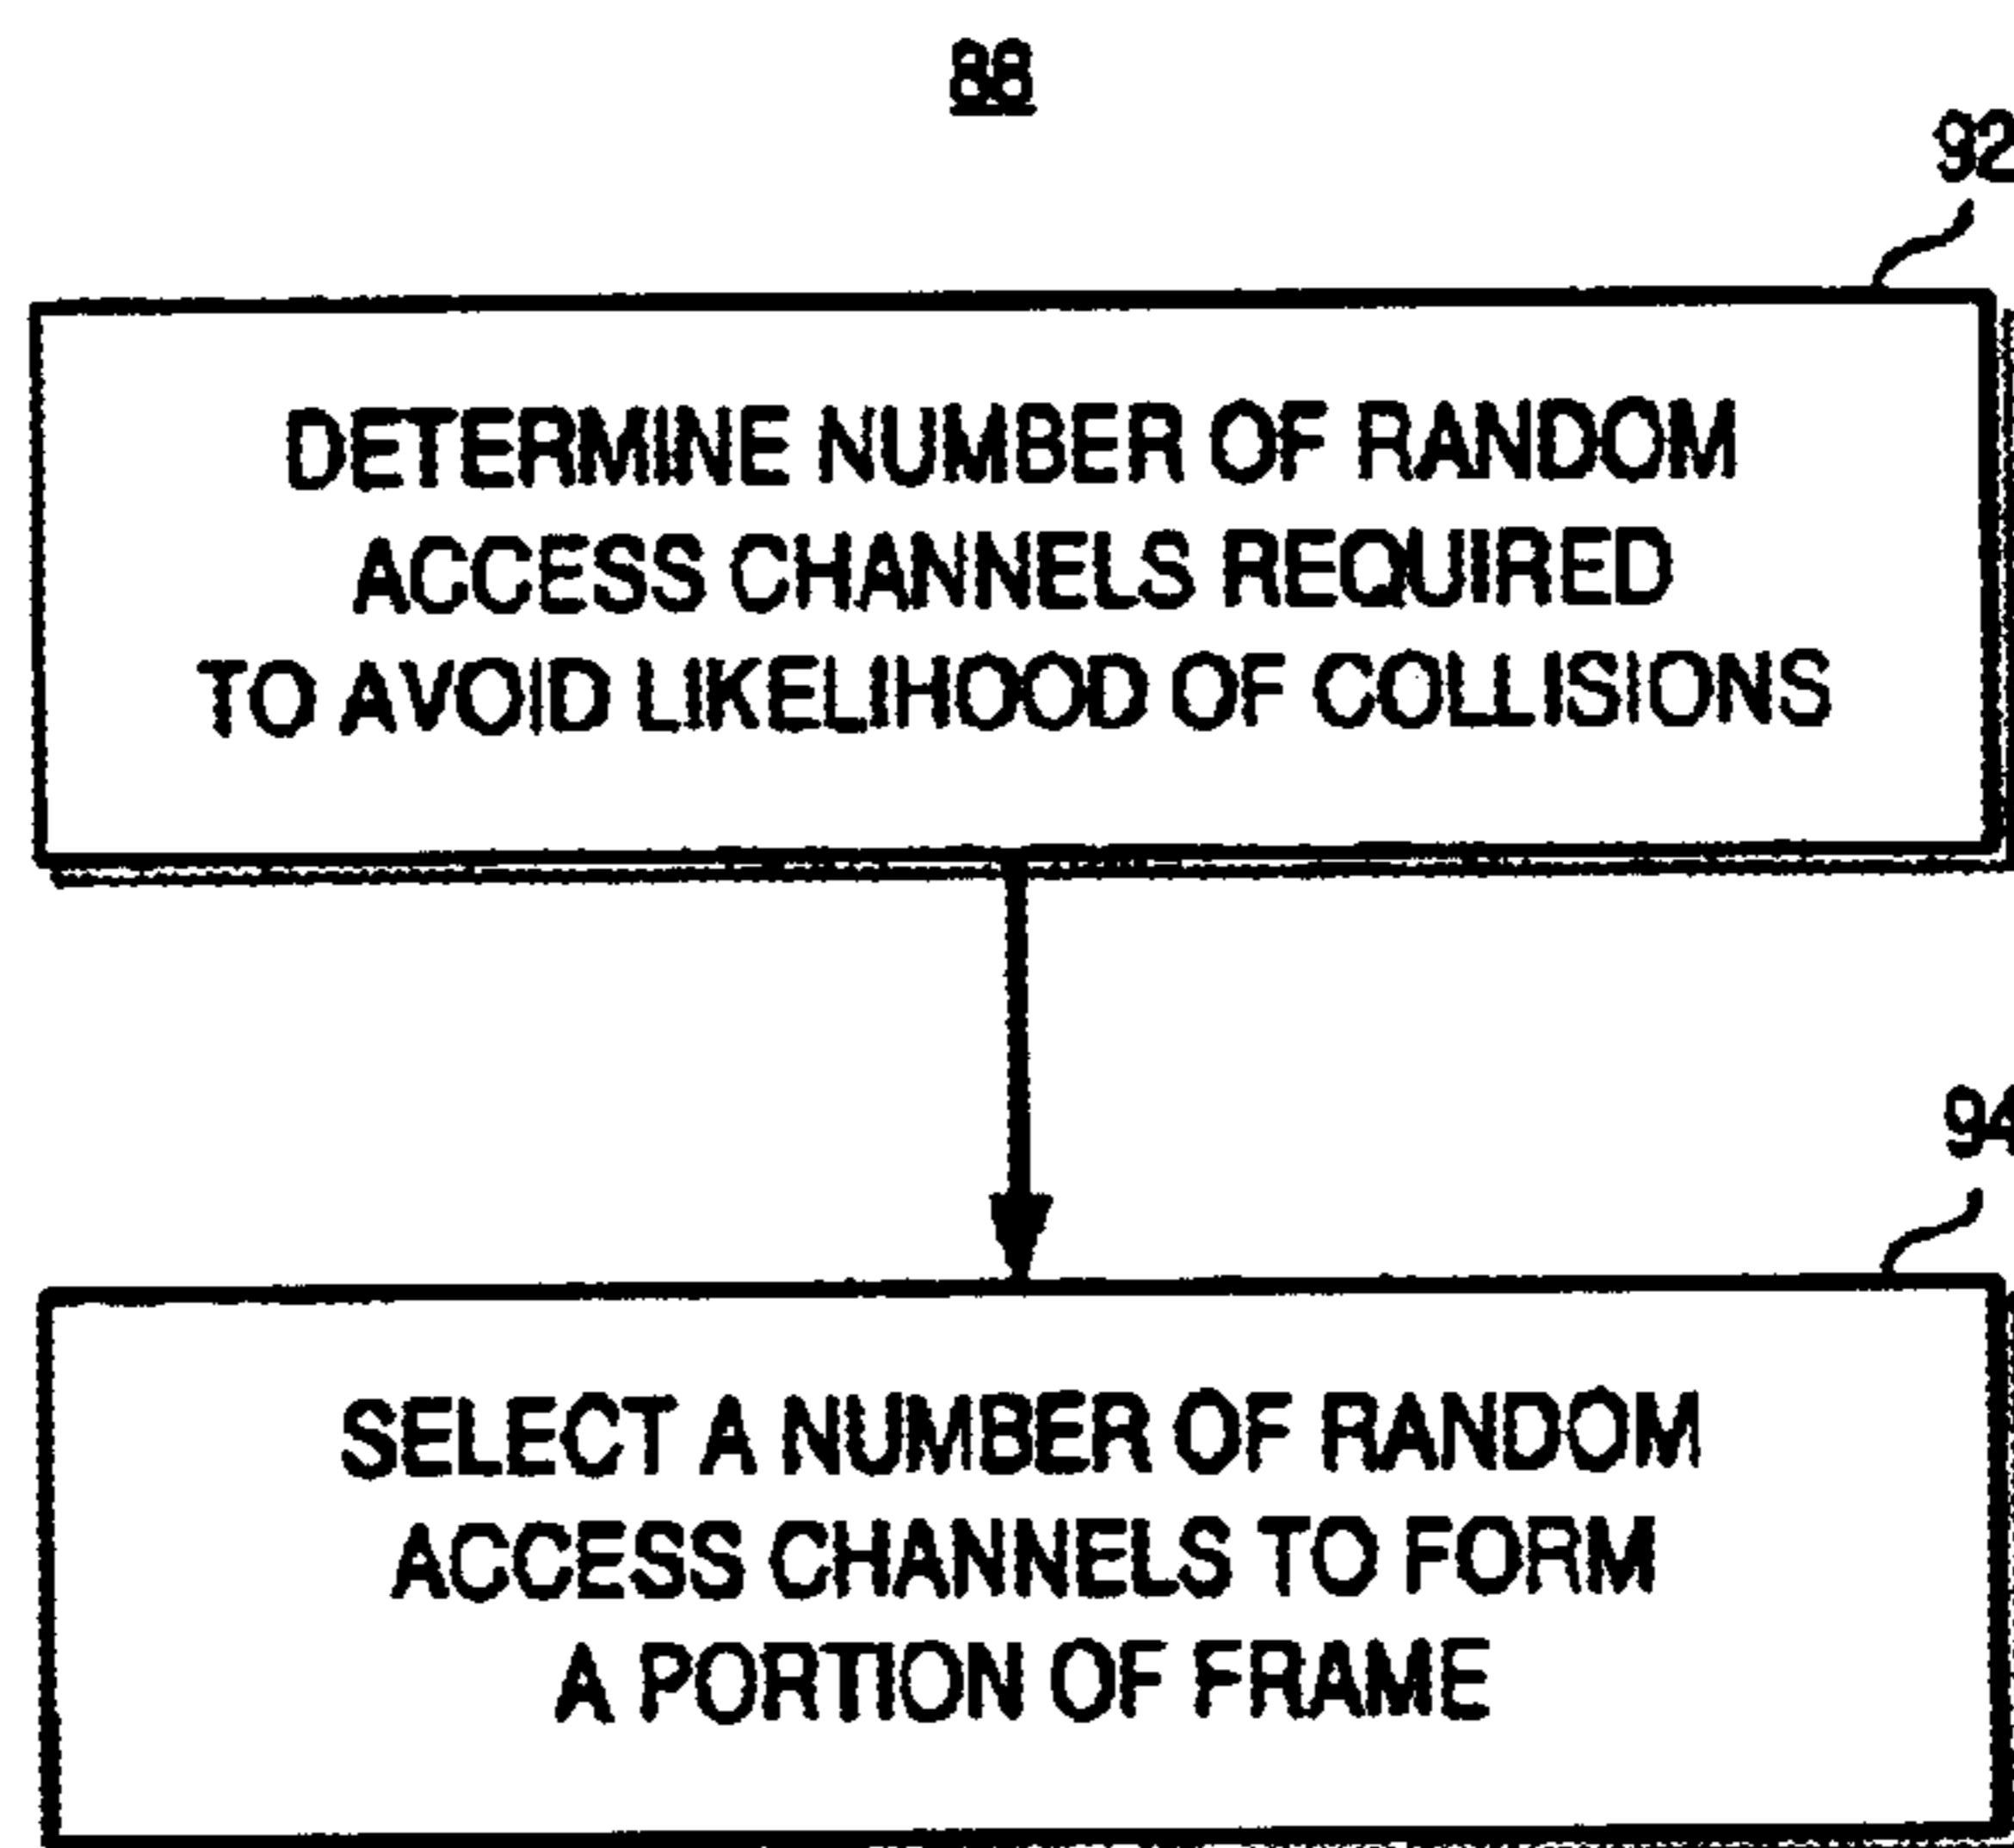 88
92
DETERMINE NUMBER OF RANDOM
ACCESS CHANNELS REQUIRED
TO AVOID LIKELIHOOD OF COLLISIONS
94
SELECT A NUMBER OF RANDOM
ACCESS CHANNELS TO FORM
A PORTION OF FRAME